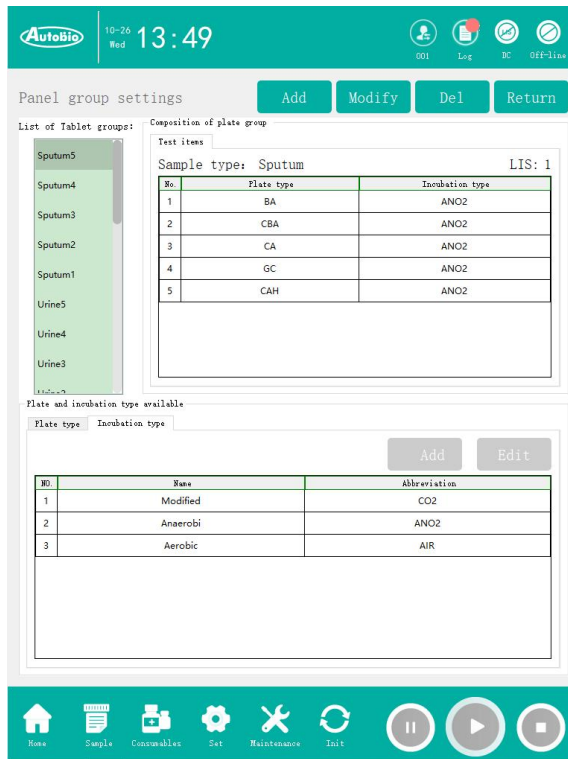 AutoBio
10-26
Wed
13:49
001
Log
DC
Off-line
Panel group settings
Add
Modify
Del
Return
List of Tablet groups:
Sputum5
Sputum4
Sputum3
Sputum2
Sputum1
Urine5
Urine4
Urine3
Composition of plate group
Test items
Sample type: Sputum
LIS: 1
No. Plate type Incubation type
1 BA ANO2
2 CBA ANO2
3 CA ANO2
4 GC ANO2
5 CAH ANO2
Plate and incubation type available
Plate type Incubation type
Add
Edit
NO. Name Abbreviation
1 Modified CO2
2 Anaerobi ANO2
3 Aerobic AIR
Home
Sample
Consumables
Set
Maintenance
Init